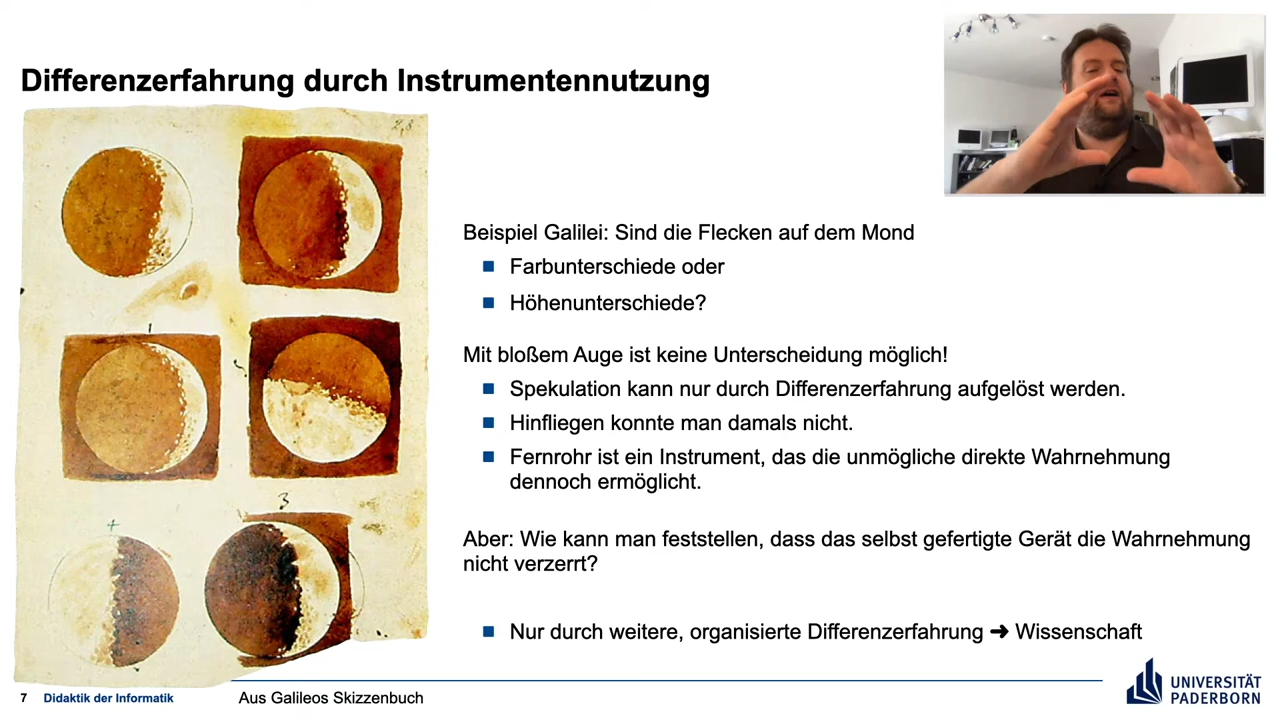 Differenzerfahrung durch Instrumentennutzung
Beispiel Galilei: Sind die Flecken auf dem Mond
Farbunterschiede oder
Höhenunterschiede?
Mit bloßem Auge ist keine Unterscheidung möglich!
Spekulation kann nur durch Differenzerfahrung aufgelöst werden.
Hinfliegen konnte man damals nicht.
Fernrohr ist ein Instrument, das die unmögliche direkte Wahrnehmung
dennoch ermöglicht.
Aber: Wie kann man feststellen, dass das selbst gefertigte Gerät die Wahrnehmung
nicht verzerrt?
Nur durch weitere, organisierte Differenzerfahrung ➔ Wissenschaft
7 Didaktik der Informatik
Aus Galileos Skizzenbuch
UNIVERSITÄT
PADERBORN